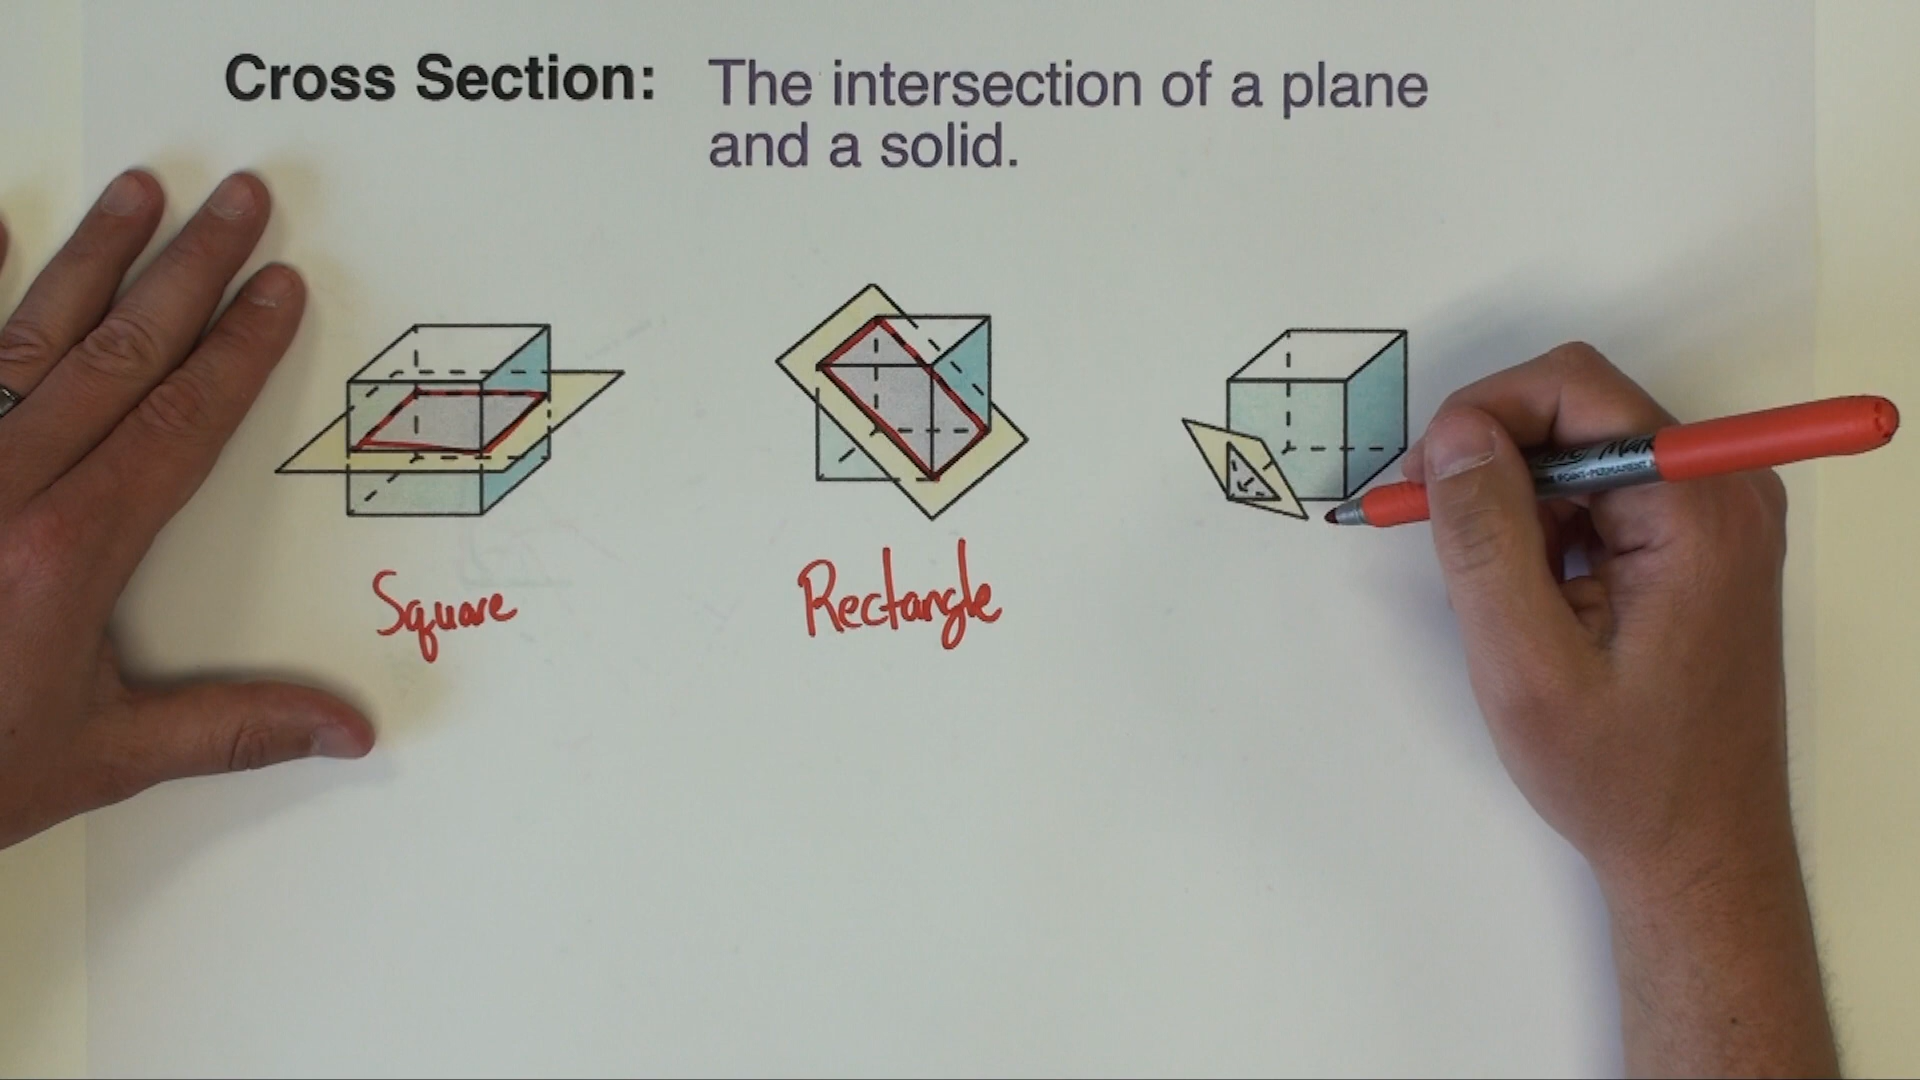 Cross Section: The intersection of a plane
and a solid.
Square
Rectangle